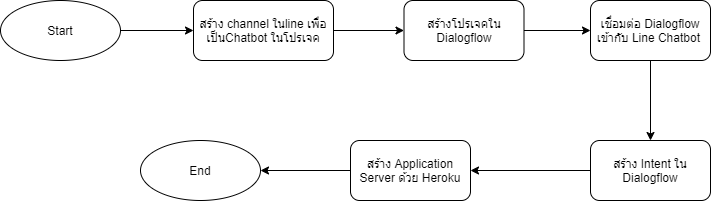 Start
สร้าง channel ในline เพื่อ
เป็นChatbot ในโปรเจค
สร้างโปรเจคใน
Dialogflow
เชื่อมต่อ Dialogflow
เข้ากับ Line Chatbot
สร้าง Intent ใน
Dialogflow
สร้าง Application
Server ด้วย Heroku
End